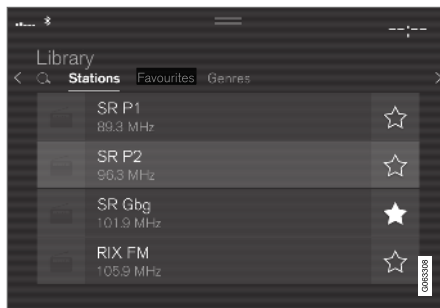 --:--
Library
Stations Favourites Genres
SR P1
89.3 MHz
SR P2
96.3 MHz
SR Gbg
101.9 MHz
RIX FM
105.9 MHz
G063308